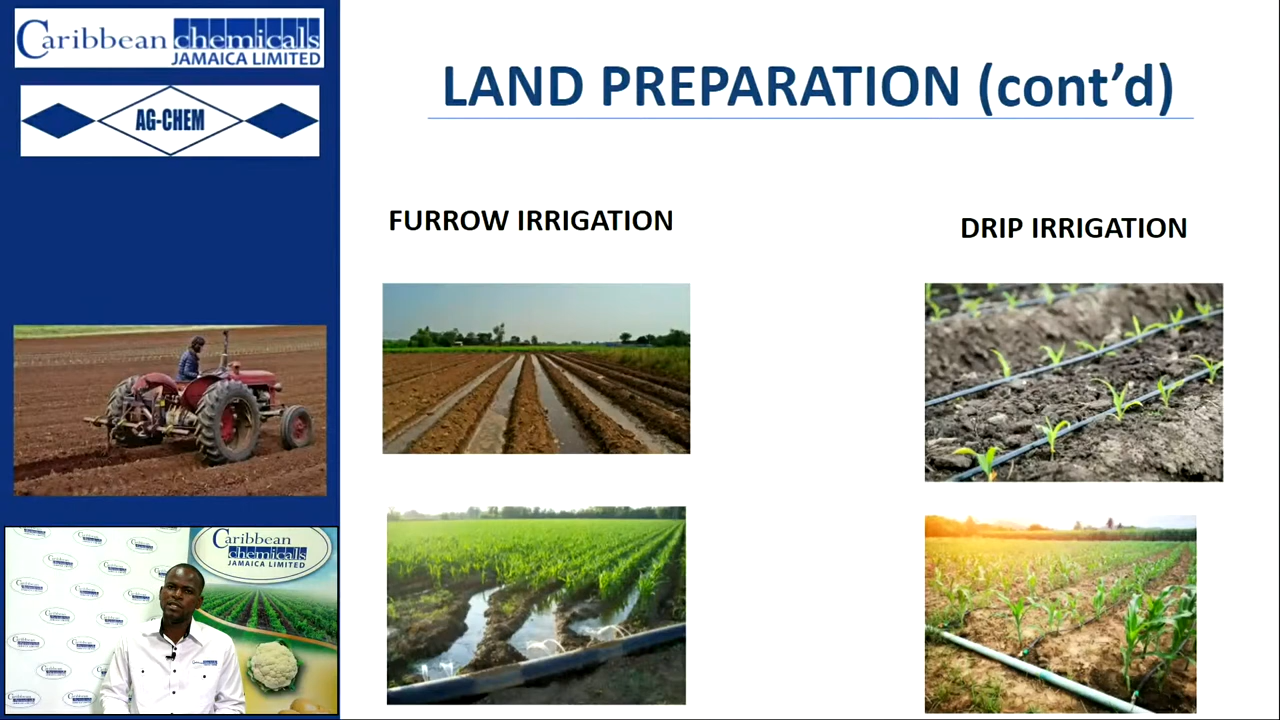 Caribbean chemicals
JAMAICA LIMITED
AG-CHEM
LAND PREPARATION (cont'd)
FURROW IRRIGATION
DRIP IRRIGATION
Caribbean
chemicals
JAMAICA LIMITED